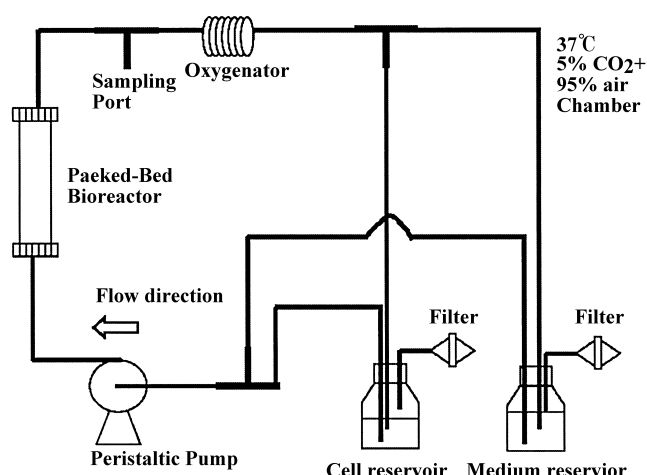 Sampling
Port
Oxygenator
37℃
5% CO2+
95% air
Chamber
Paeked-Bed
Bioreactor
Flow direction
Filter
Filter
Peristaltic Pump
Cell reservoir
Medium reservior